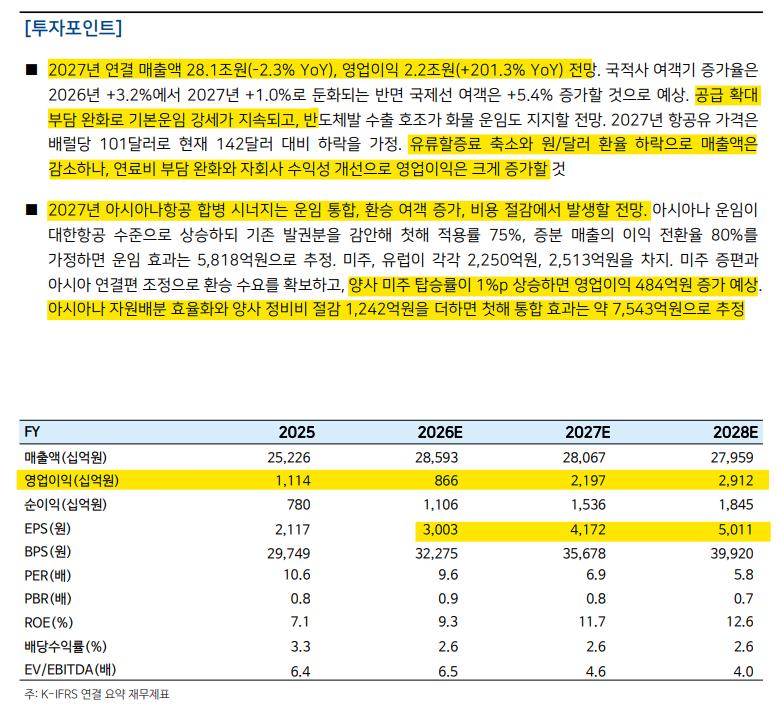 [투자포인트]
■ 2027년 연결 매출액 28.1조원(-2.3% YoY), 영업이익 2.2조원(+201.3% YoY) 전망. 국적사 여객기 증가율은
2026년 +3.2%에서 2027년 +1.0%로 둔화되는 반면 국제선 여객은 +5.4% 증가할 것으로 예상. 공급 확대
부담 완화로 기본운임 강세가 지속되고, 반도체발 수출 호조가 화물 운임도 지지할 전망. 2027년 항공유 가격은
배럴당 101달러로 현재 142달러 대비 하락을 가정. 유류할증료 축소와 원/달러 환율 하락으로 매출액은
감소하나, 연료비 부담 완화와 자회사 수익성 개선으로 영업이익은 크게 증가할 것
■ 2027년 아시아나항공 합병 시너지는 운임 통합, 환승 여객 증가, 비용 절감에서 발생할 전망. 아시아나 운임이
대한항공 수준으로 상승하되 기존 발권분을 감안해 첫해 적용률 75%, 증분 매출의 이익 전환율 80%를
가정하면 운임 효과는 5,818억원으로 추정. 미주, 유럽이 각각 2,250억원, 2,513억원을 차지. 미주 증편과
아시아 연결편 조정으로 환승 수요를 확보하고, 양사 미주 탑승률이 1%p 상승하면 영업이익 484억원 증가 예상.
아시아나 자원배분 효율화와 양사 정비비 절감 1,242억원을 더하면 첫해 통합 효과는 약 7,543억원으로 추정
FY 2025 2026E 2027E 2028E
매출액(십억원) 25,226 28,593 28,067 27,959
영업이익(십억원) 1,114 866 2,197 2,912
순이익(십억원) 780 1,106 1,536 1,845
EPS(원) 2,117 3,003 4,172 5,011
BPS(원) 29,749 32,275 35,678 39,920
PER(배) 10.6 9.6 6.9 5.8
PBR(배) 0.8 0.9 0.8 0.7
ROE(%) 7.1 9.3 11.7 12.6
배당수익률(%) 3.3 2.6 2.6 2.6
EV/EBITDA(배) 6.4 6.5 4.6 4.0
주: K-IFRS 연결 요약 재무제표